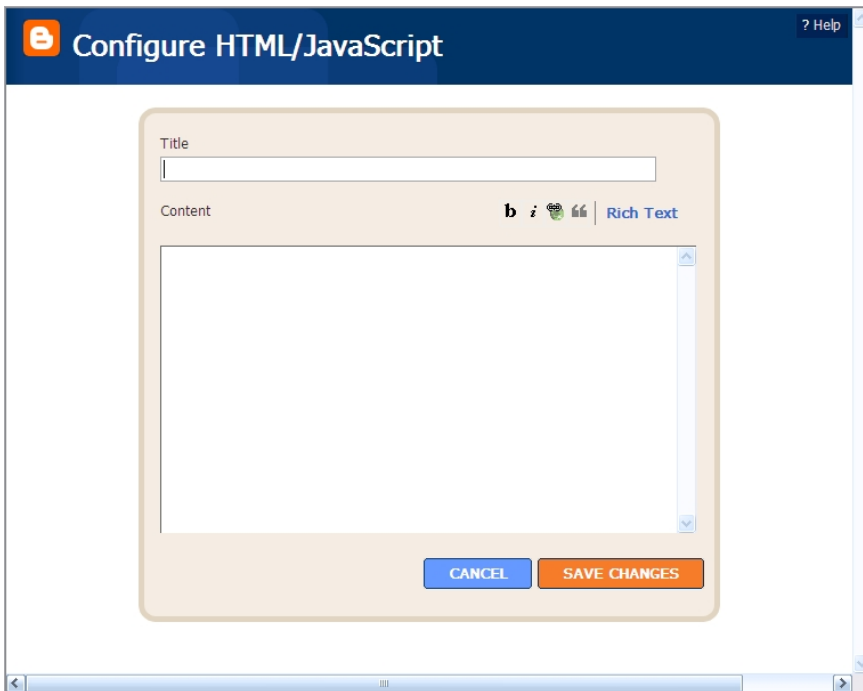 ? Help
Configure HTML/JavaScript
Title
Content
b i Rich Text
CANCEL SAVE CHANGES